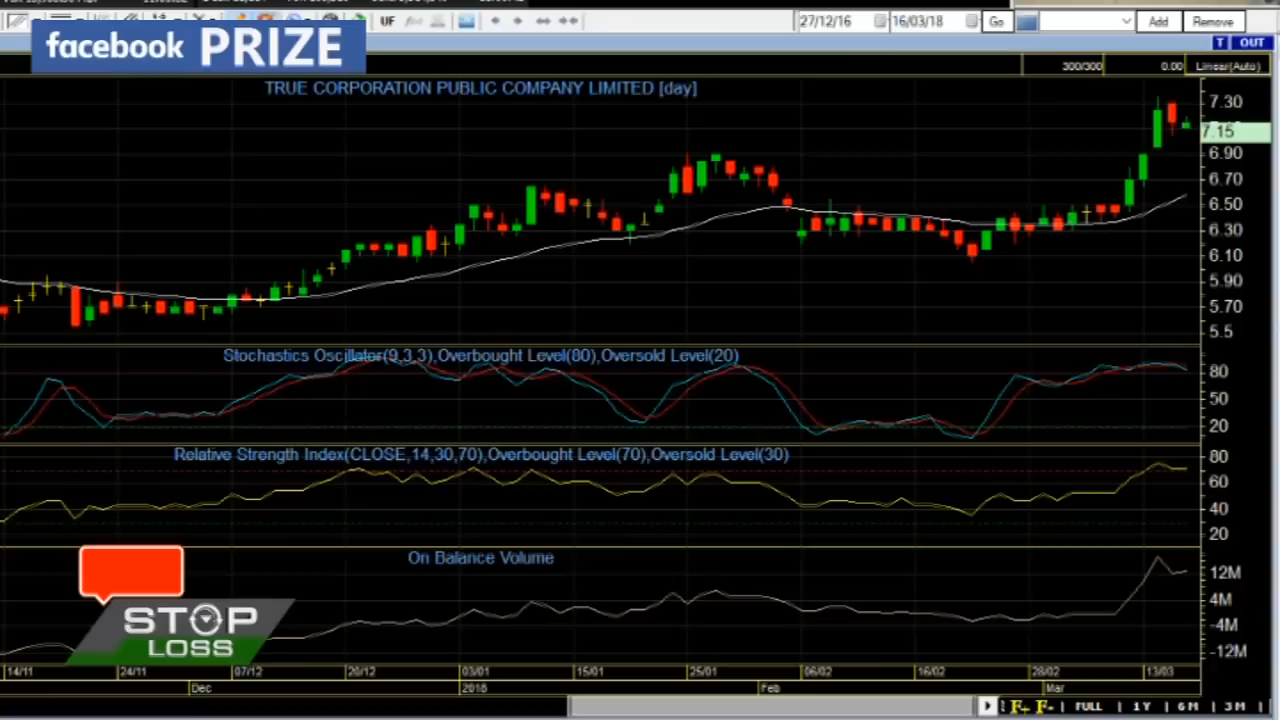 UF
27/12/16
16/03/18
Go
Add
Remove
facebook PRIZE
T
OUT
300/300
0.00
Linear(Auto)
TRUE CORPORATION PUBLIC COMPANY LIMITED [day]
7.30
7.15
6.90
6.70
6.50
6.30
6.10
5.90
5.70
5.5
Stochastics Oscillator(9,3,3),Overbought Level(80),Oversold Level(20)
80
50
20
Relative Strength Index(CLOSE,14,30,70),Overbought Level(70),Oversold Level(30)
80
60
40
20
On Balance Volume
12M
4M
-4M
-12M
STOP
LOSS
14/11
24/11
07/12
20/12
03/01
15/01
25/01
06/02
16/02
28/02
13/03
Dec
2018
Feb
Mar
F+ F- | FULL | 1Y | 6M | 3M |